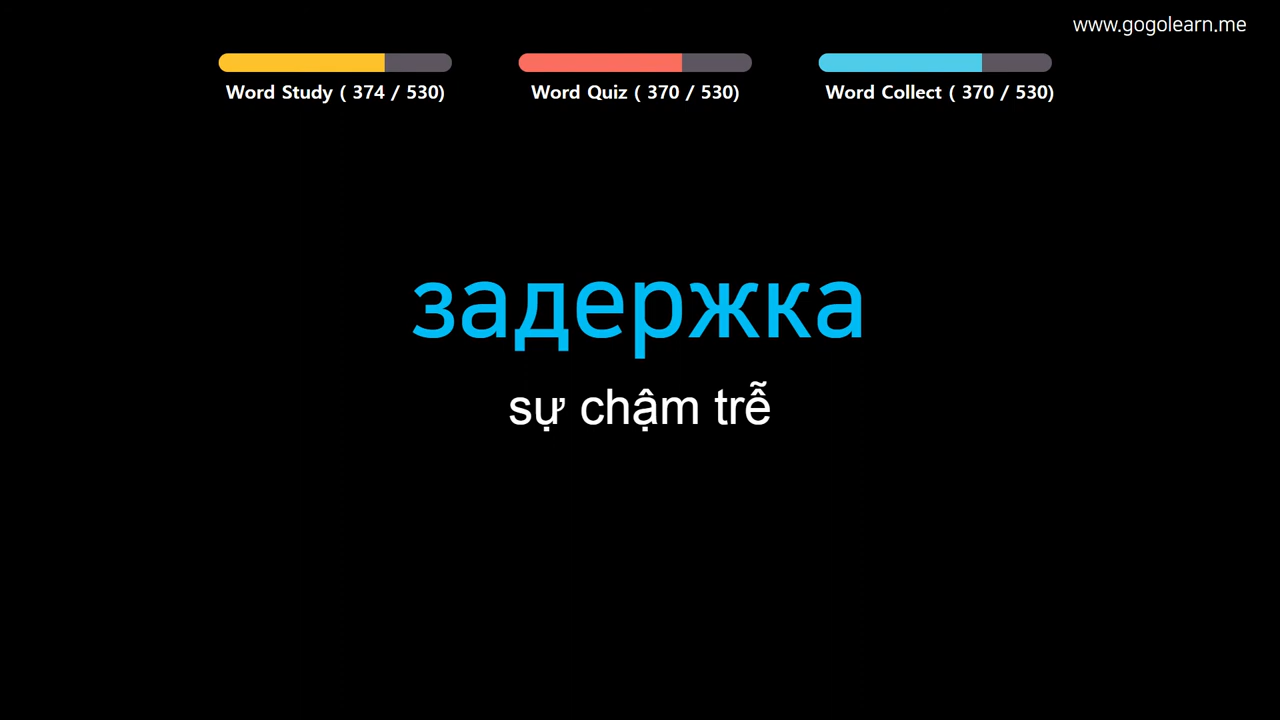 www.gogolearn.me
Word Study ( 374 / 530) Word Quiz ( 370 / 530) Word Collect ( 370 / 530)
задержка
sự chậm trễ